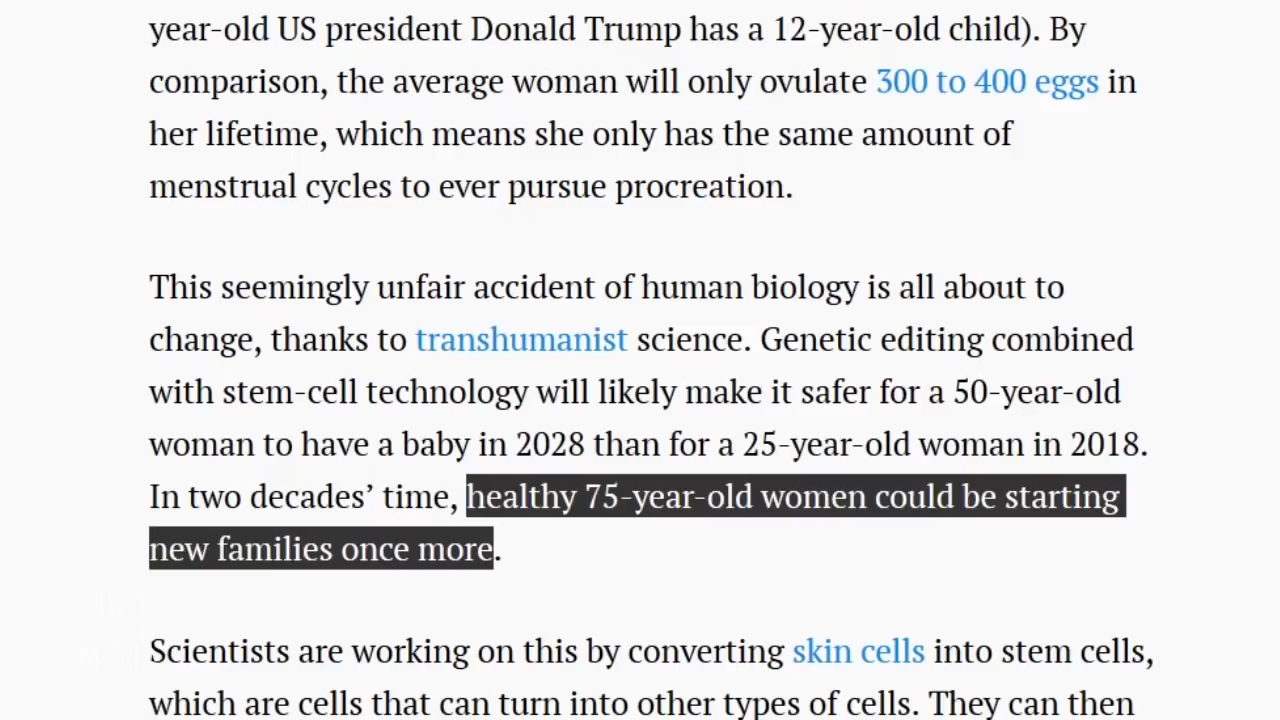 year-old US president Donald Trump has a 12-year-old child). By
comparison, the average woman will only ovulate 300 to 400 eggs in
her lifetime, which means she only has the same amount of
menstrual cycles to ever pursue procreation.
This seemingly unfair accident of human biology is all about to
change, thanks to transhumanist science. Genetic editing combined
with stem-cell technology will likely make it safer for a 50-year-old
woman to have a baby in 2028 than for a 25-year-old woman in 2018.
In two decades’ time, healthy 75-year-old women could be starting
new families once more.
Scientists are working on this by converting skin cells into stem cells,
which are cells that can turn into other types of cells. They can then